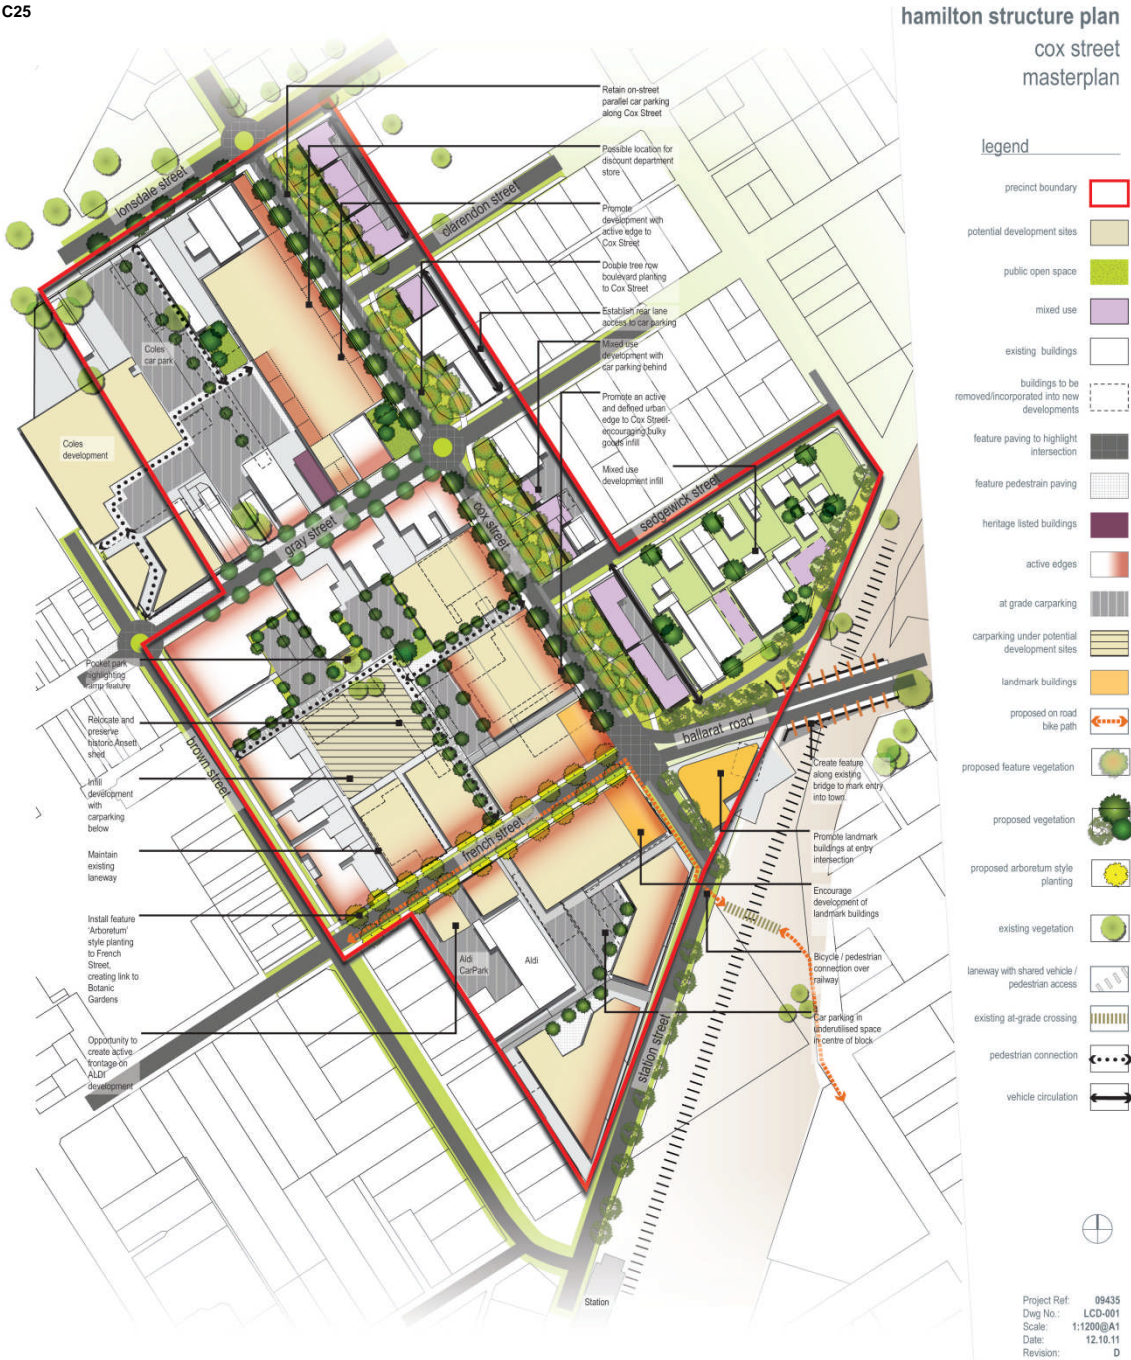 C25
hamilton structure plan
cox street
masterplan
legend
precinct boundary
potential development sites
public open space
mixed use
existing buildings
buildings to be
removed/incorporated into new
developments
feature paving to highlight
intersection
feature pedestrain paving
heritage listed buildings
active edges
at grade carparking
carparking under potential
development sites
landmark buildings
proposed on road
bike path
proposed feature vegetation
proposed vegetation
proposed arboretum style
planting
existing vegetation
laneway with shared vehicle /
pedestrian access
existing at-grade crossing
pedestrian connection
vehicle circulation
Retain on-street
parallel car parking
along Cox Street
Possible location for
discount department
store
Promote
development with
active edge to
Cox Street
Double tree row
boulevard planting
to Cox Street
Establish rear lane
access to car parking
Mixed use
development with
car parking behind
Promote an active
and defined urban
edge to Cox Street-
encouraging bulky
goods infill
Mixed use
development infill
lonsdale street
clarendon street
Coles
car park
Coles
development
gray street
cox street
sedgewick street
ballarat road
brown street
french street
station street
Pocket park
highlighting
ramp feature
Relocate and
preserve
historic Ansett
shed
Infill
development
with
carparking
below
Maintain
existing
laneway
Install feature
'Arboretum'
style planting
to French
Street,
creating link to
Botanic
Gardens
Opportunity to
create active
frontage on
ALDI
development
Aldi
CarPark
Aldi
Create feature
along existing
bridge to mark entry
into town.
Promote landmark
buildings at entry
intersection
Encourage
development of
landmark buildings
Bicycle / pedestrian
connection over
railway
Car parking in
underutilised space
in centre of block
Station
Project Ref: 09435
Dwg No.: LCD-001
Scale: 1:1200@A1
Date: 12.10.11
Revision: D